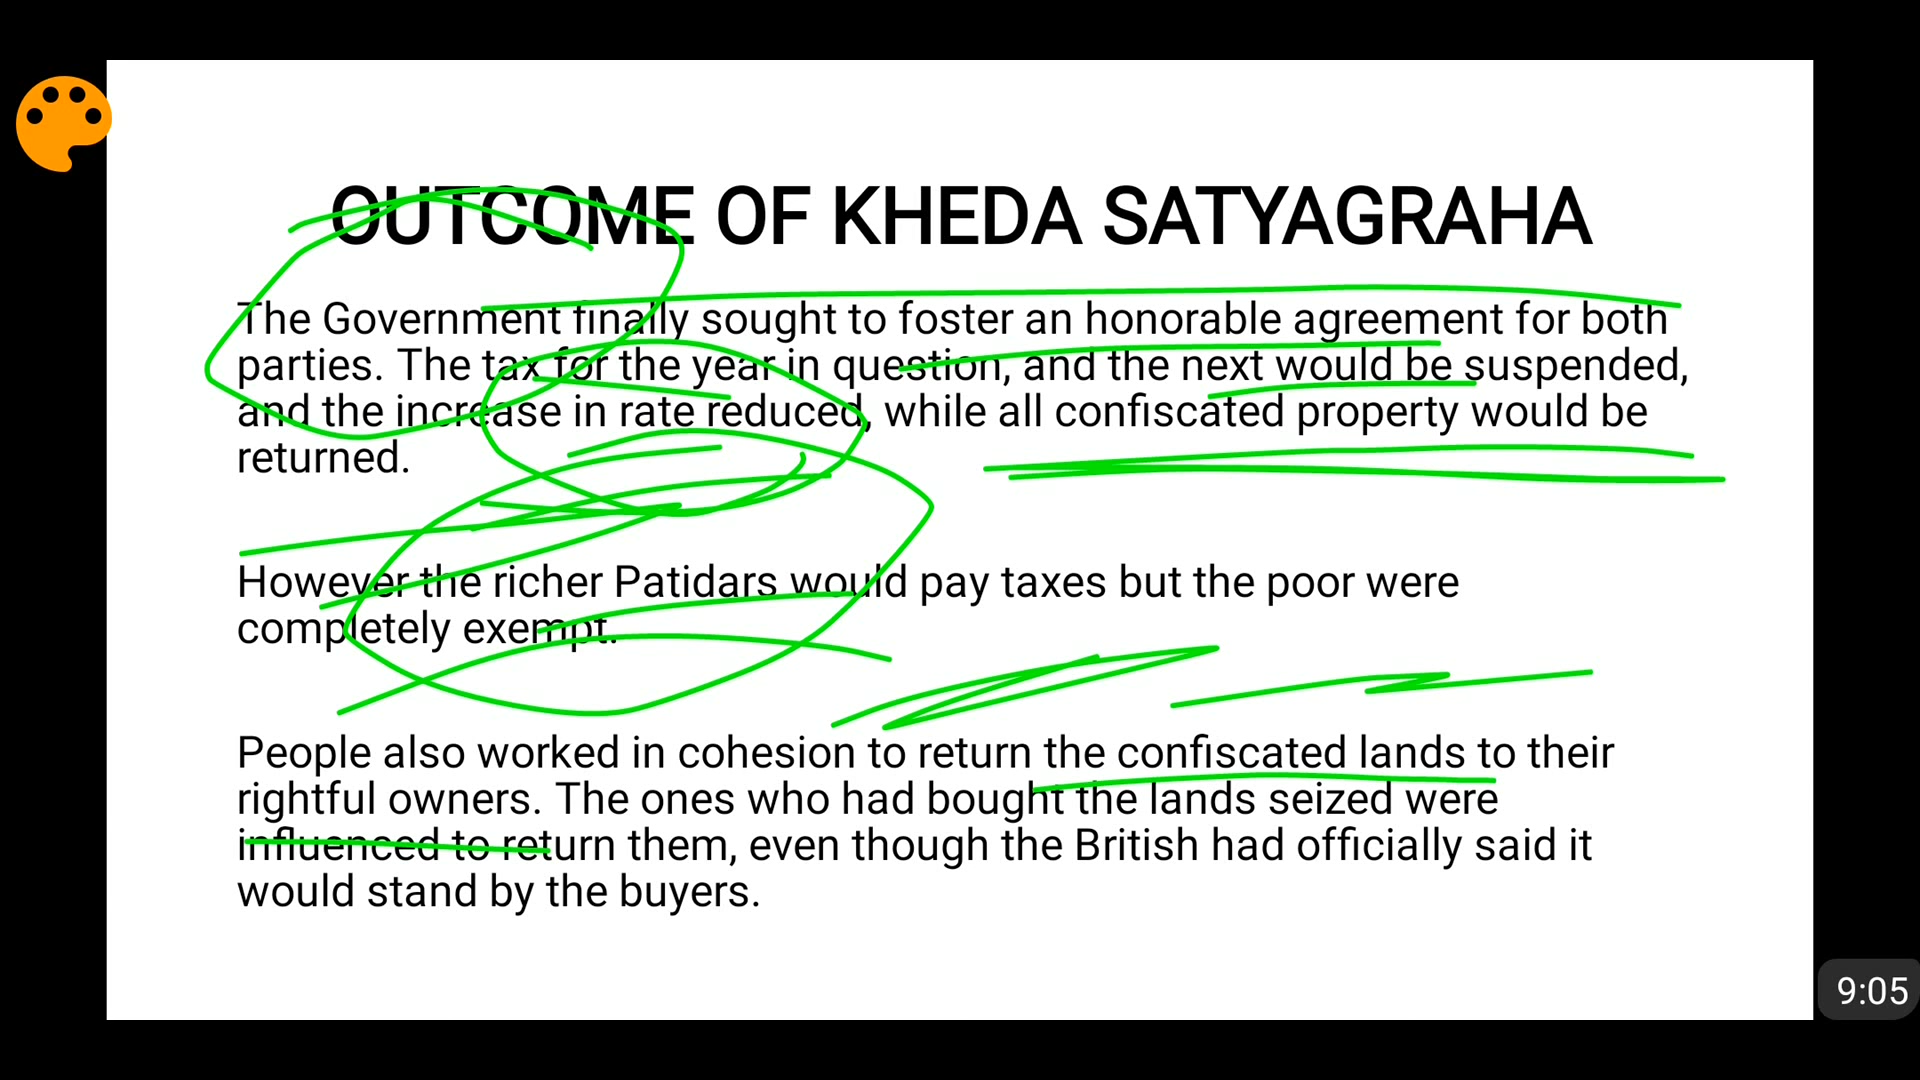 OUTCOME OF KHEDA SATYAGRAHA
The Government finally sought to foster an honorable agreement for both
parties. The tax for the year in question, and the next would be suspended,
and the increase in rate reduced, while all confiscated property would be
returned.
However the richer Patidars would pay taxes but the poor were
completely exempt.
People also worked in cohesion to return the confiscated lands to their
rightful owners. The ones who had bought the lands seized were
influenced to return them, even though the British had officially said it
would stand by the buyers.
9:05